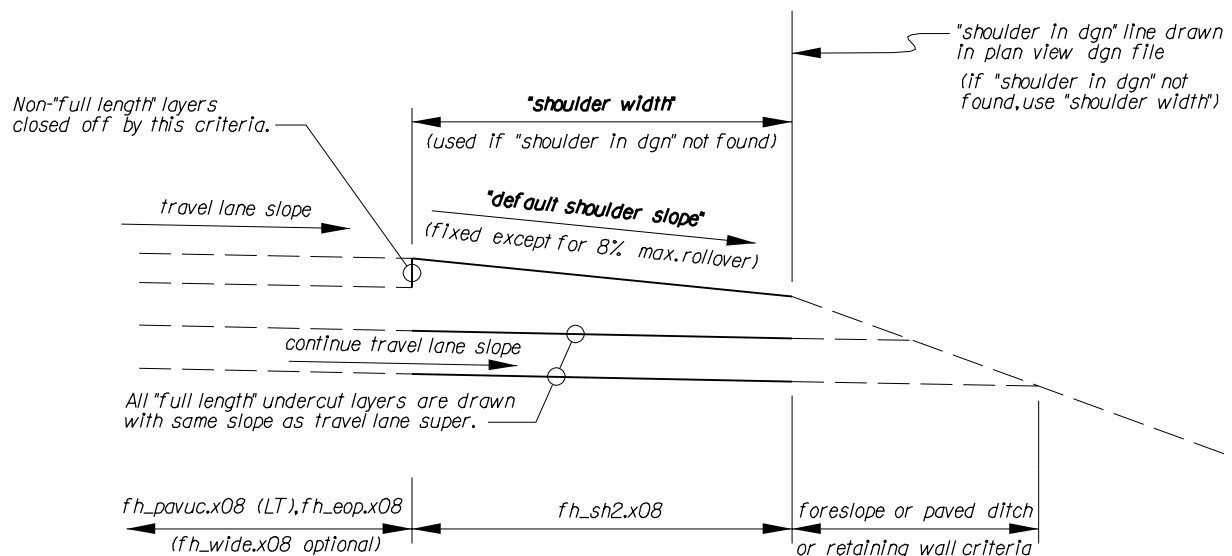 "shoulder in dgn" line drawn
in plan view dgn file
(if "shoulder in dgn" not
found, use "shoulder width")
Non-"full length" layers
closed off by this criteria.
"shoulder width"
(used if "shoulder in dgn" not found)
travel lane slope
"default shoulder slope"
(fixed except for 8% max. rollover)
continue travel lane slope
All "full length" undercut layers are drawn
with same slope as travel lane super.
fh_pavuc.x08 (LT), fh_eop.x08
(fh_wide.x08 optional)
fh_sh2.x08
foreslope or paved ditch
or retaining wall criteria